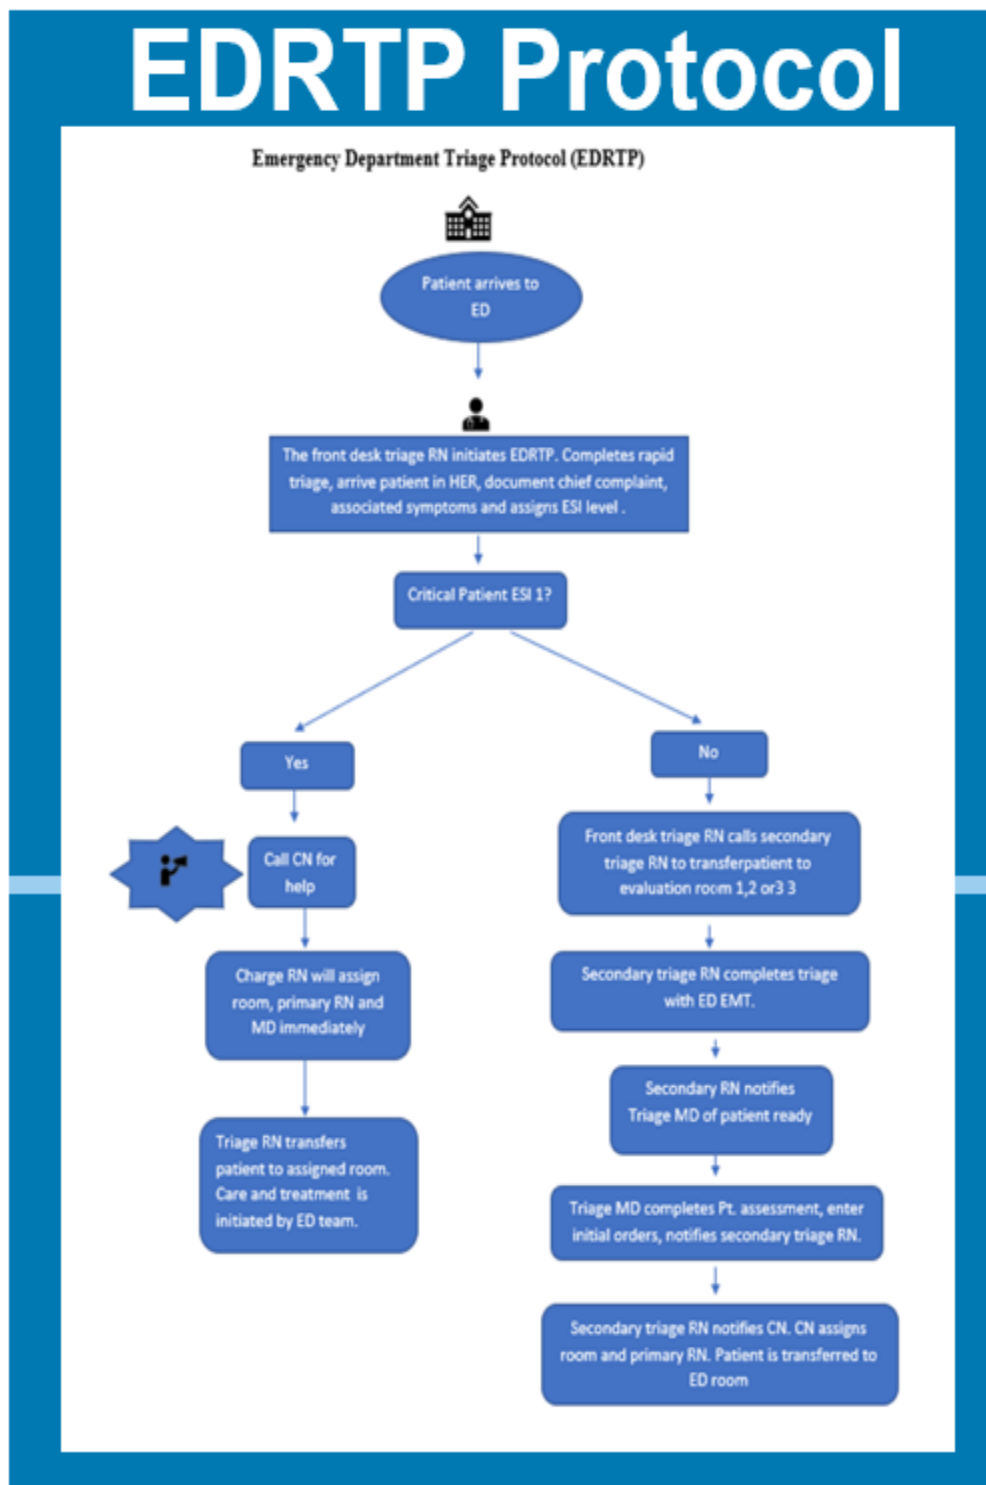 EDRTP Protocol
Emergency Department Triage Protocol (EDRTP)
Patient arrives to
ED
The front desk triage RN initiates EDRTP. Completes rapid
triage, arrive patient in HER, document chief complaint,
associated symptoms and assigns ESI level .
Critical Patient ESI 1?
Yes
Call CN for
help
Charge RN will assign
room, primary RN and
MD immediately
Triage RN transfers
patient to assigned room.
Care and treatment is
initiated by ED team.
No
Front desk triage RN calls secondary
triage RN to transferpatient to
evaluation room 1,2 or3 3
Secondary triage RN completes triage
with ED EMT.
Secondary RN notifies
Triage MD of patient ready
Triage MD completes Pt. assessment, enter
initial orders, notifies secondary triage RN.
Secondary triage RN notifies CN. CN assigns
room and primary RN. Patient is transferred to
ED room